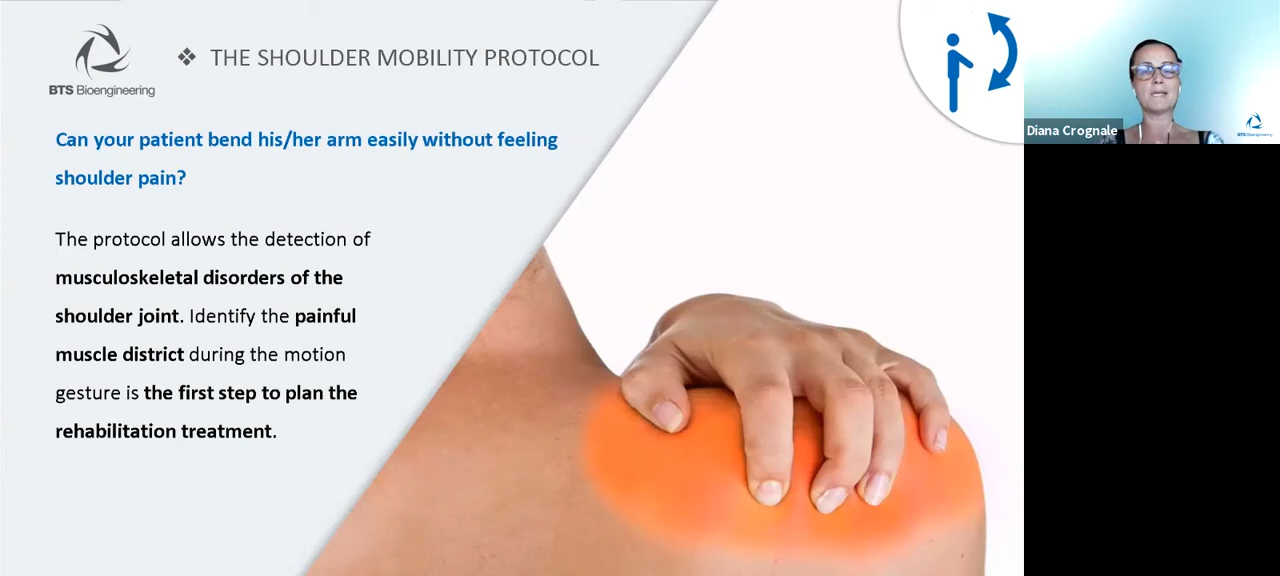 BTS Bioengineering
❖ THE SHOULDER MOBILITY PROTOCOL
Can your patient bend his/her arm easily without feeling
shoulder pain?
The protocol allows the detection of
musculoskeletal disorders of the
shoulder joint. Identify the painful
muscle district during the motion
gesture is the first step to plan the
rehabilitation treatment.
Diana Crognale
BTS Bioengineering